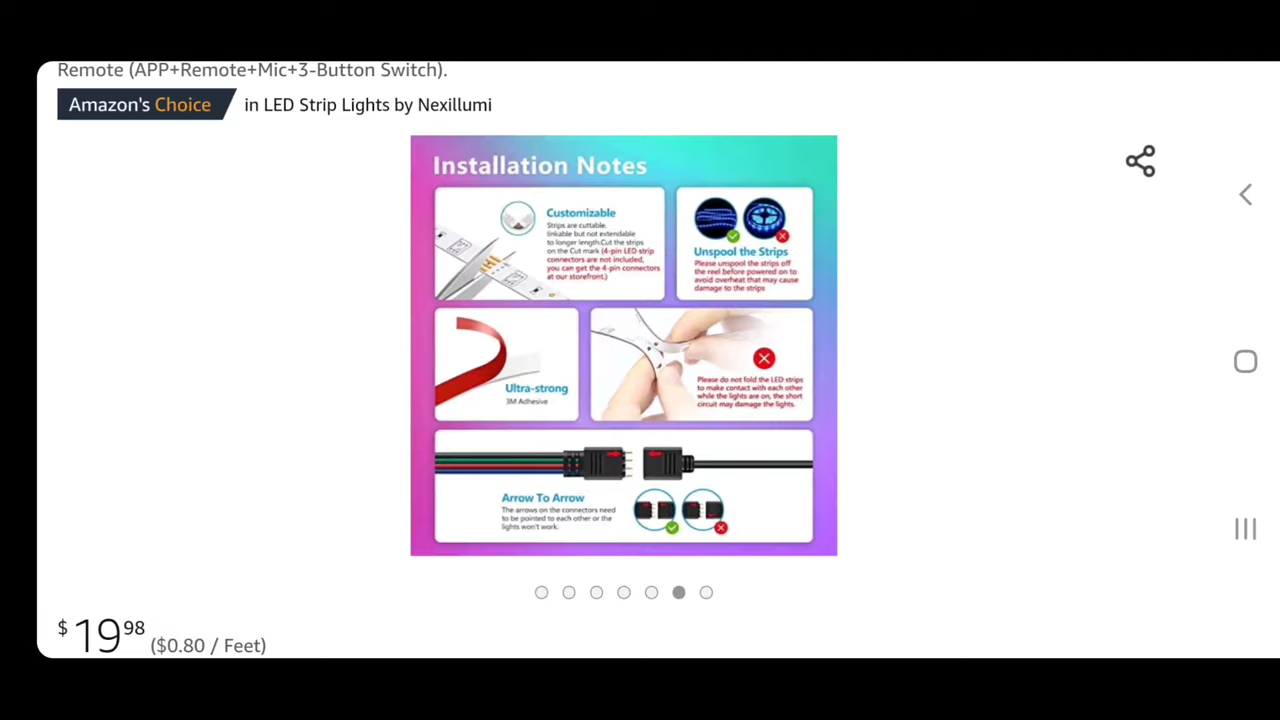 Remote (APP+Remote+Mic+3-Button Switch).
Amazon's Choice in LED Strip Lights by Nexillumi
Installation Notes
Customizable
Strips are cuttable,
linkable but not extendable
to longer length.Cut the strips
on the Cut mark (4-pin LED strip
connectors are not included,
you can get the 4-pin connectors
at our storefront.)
Unspool the Strips
Please unspool the strips off
the reel before powered on to
avoid overheat that may cause
damage to the strips
Ultra-strong
3M Adhesive
Please do not fold the LED strips
to make contact with each other
while the lights are on, the short
circuit may damage the lights.
Arrow To Arrow
The arrows on the connectors need
to be pointed to each other or the
lights won't work.
$19 98 ($0.80 / Feet)